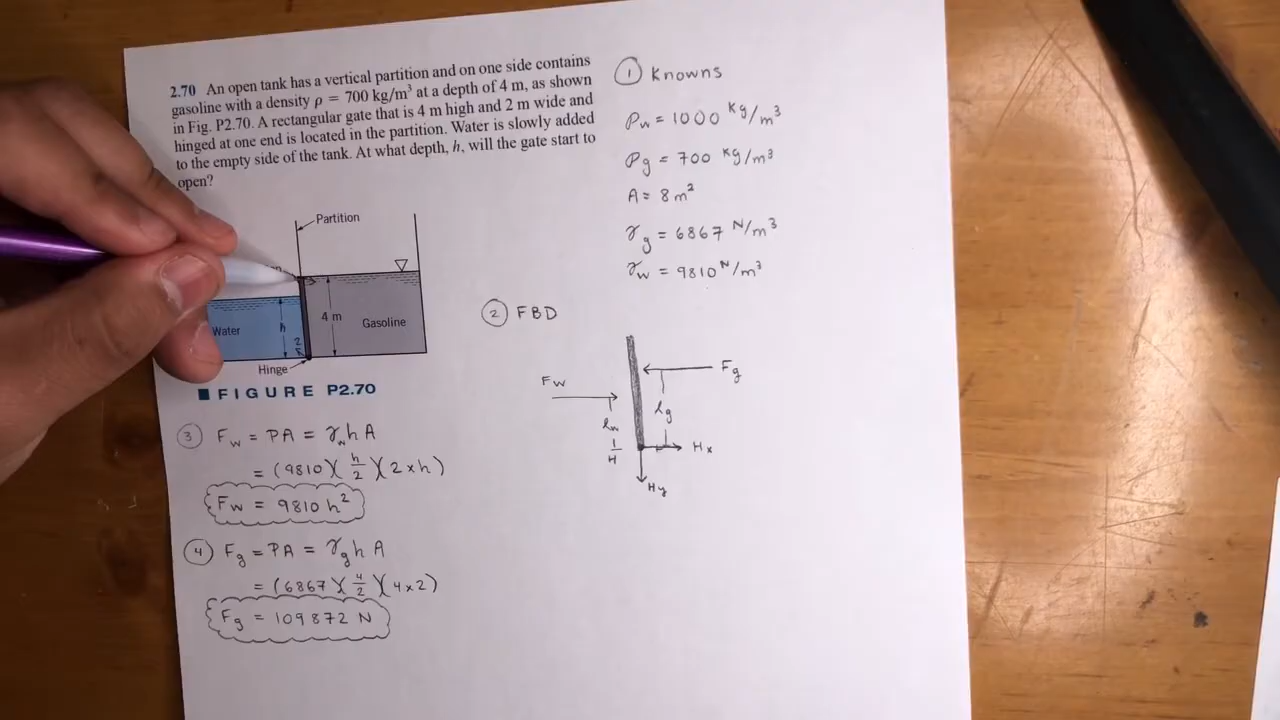 2.70 An open tank has a vertical partition and on one side contains
gasoline with a density ρ = 700 kg/m³ at a depth of 4 m, as shown
in Fig. P2.70. A rectangular gate that is 4 m high and 2 m wide and
hinged at one end is located in the partition. Water is slowly added
to the empty side of the tank. At what depth, h, will the gate start to
open?
Partition
Water
h
2
4 m
Gasoline
Hinge
FIGURE P2.70
① Knowns
ρw = 1000 kg/m³
ρg = 700 kg/m³
A = 8 m²
γg = 6867 N/m³
γw = 9810 N/m³
② FBD
Fw
Fg
lw
lg
Hx
Hy
③ Fw = PA = γw h A
= (9810)(h/2)(2×h)
Fw = 9810 h²
④ Fg = PA = γg h A
= (6867)(4/2)(4×2)
Fg = 109872 N